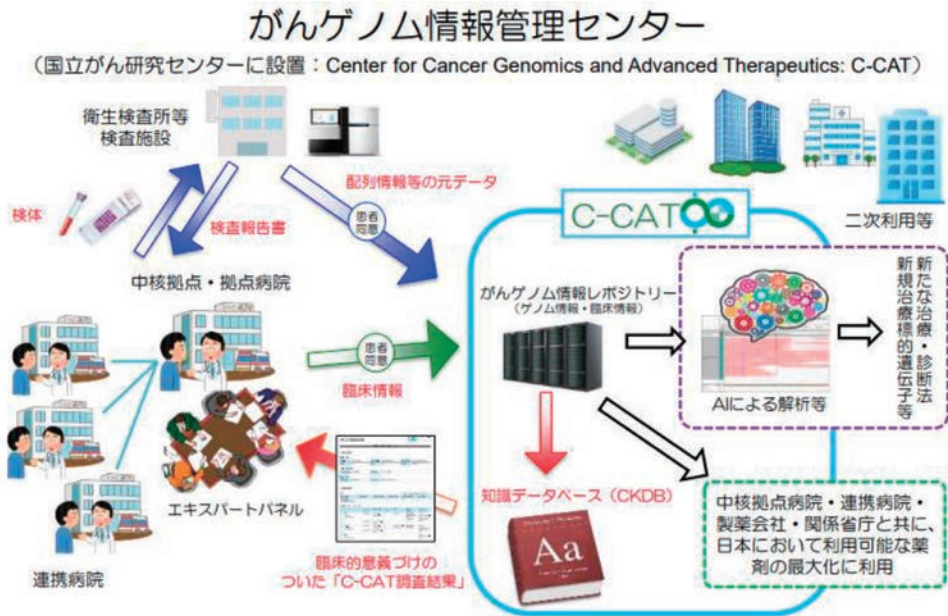 がんゲノム情報管理センター
(国立がん研究センターに設置:Center for Cancer Genomics and Advanced Therapeutics: C-CAT)
衛生検査所等
検査施設
配列情報等の元データ
検体
検査報告書
患者
同意
C-CAT
二次利用等
中核拠点・拠点病院
がんゲノム情報レポジトリー
(ゲノム情報・臨床情報)
患者
同意
臨床情報
AIによる解析等
新たな治療・診断法
新規治療標的遺伝子等
エキスパートパネル
知識データベース(CKDB)
Aa
中核拠点病院・連携病院・
製薬会社・関係省庁と共に、
日本において利用可能な薬
剤の最大化に利用
連携病院
臨床的意義づけの
ついた「C-CAT調査結果」